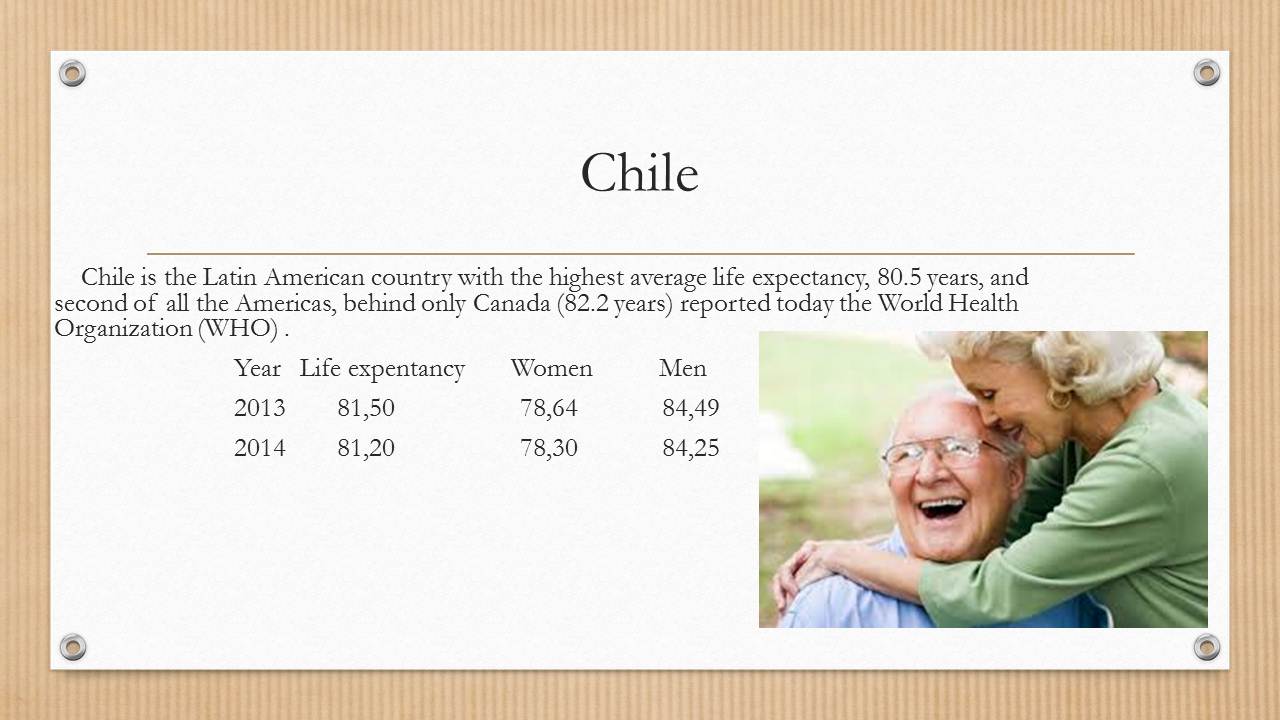 Chile
Chile is the Latin American country with the highest average life expectancy, 80.5 years, and
second of all the Americas, behind only Canada (82.2 years) reported today the World Health
Organization (WHO) .
Year Life expentancy Women Men
2013 81,50 78,64 84,49
2014 81,20 78,30 84,25